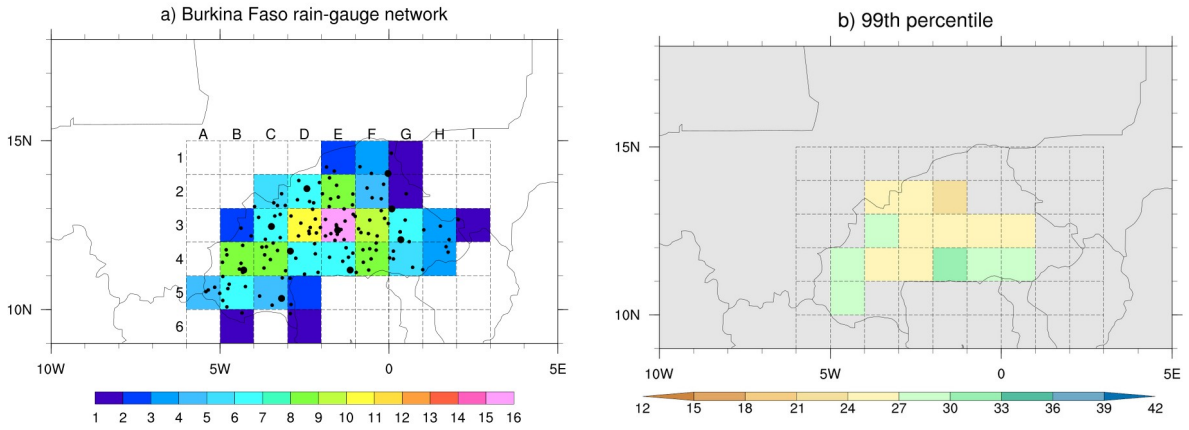 a) Burkina Faso rain-gauge network
A B C D E F G H I
15N
1
2
3
4
10N
5
6
10W 5W 0 5E
1 2 3 4 5 6 7 8 9 10 11 12 13 14 15 16
b) 99th percentile
15N
10N
10W 5W 0 5E
12 15 18 21 24 27 30 33 36 39 42